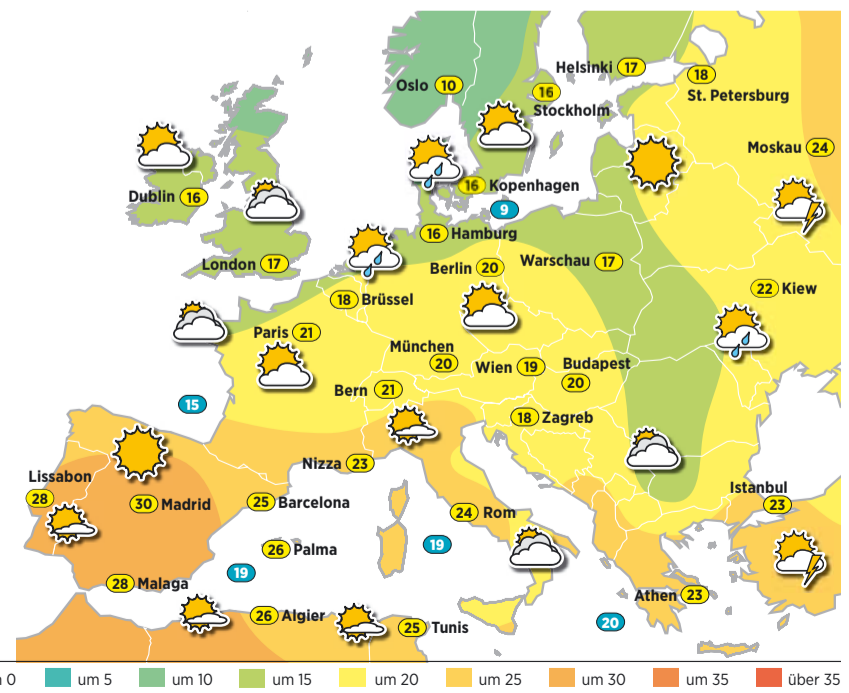 Helsinki 17
18
St. Petersburg
Oslo 10
16
Stockholm
Moskau 24
16 Kopenhagen
Dublin 16
9
16 Hamburg
London 17
Berlin 20
Warschau 17
22 Kiew
18 Brüssel
Paris 21
München
20
Wien 19
Budapest
20
Bern 21
15
18 Zagreb
Nizza 23
Lissabon
28
30 Madrid
25 Barcelona
Istanbul
23
24 Rom
26 Palma
19
19
28 Malaga
Athen 23
26 Algier
25 Tunis
20
0 um 5 um 10 um 15 um 20 um 25 um 30 um 35 über 35